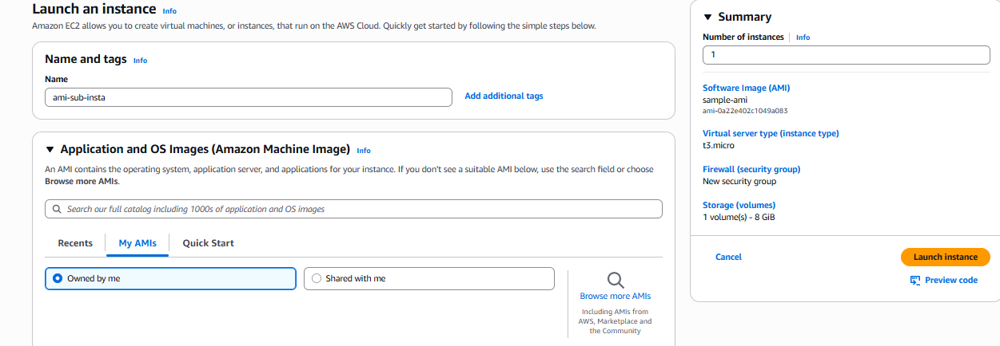 Launch an instance Info
Amazon EC2 allows you to create virtual machines, or instances, that run on the AWS Cloud. Quickly get started by following the simple steps below.
Name and tags Info
Name
ami-sub-insta
Add additional tags
Application and OS Images (Amazon Machine Image) Info
An AMI contains the operating system, application server, and applications for your instance. If you don't see a suitable AMI below, use the search field or choose
Browse more AMIs.
Search our full catalog including 1000s of application and OS images
Recents
My AMIs
Quick Start
Owned by me
Shared with me
Browse more AMIs
Including AMIs from
AWS, Marketplace and
the Community
Summary
Number of instances Info
1
Software Image (AMI)
sample-ami
ami-0a22e402c1049a083
Virtual server type (instance type)
t3.micro
Firewall (security group)
New security group
Storage (volumes)
1 volume(s) - 8 GiB
Cancel
Launch instance
Preview code